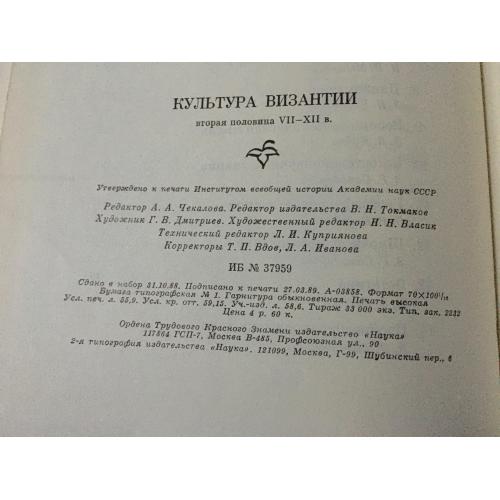 КУЛЬТУРА ВИЗАНТИИ
вторая половина VII—XII в.
Утверждено к печати Институтом всеобщей истории Академии наук СССР
Редактор А. А. Чекалова. Редактор издательства В. Н. Токмаков
Художник Г. В. Дмитриев. Художественный редактор Н. Н. Власик
Технический редактор Л. И. Куприянова
Корректоры Т. П. Вдов, Л. А. Иванова
ИБ № 37959
Сдано в набор 31.10.88. Подписано к печати 27.03.89. А-03858. Формат 70×100¹/₁₆
Бумага типографская № 1. Гарнитура обыкновенная. Печать высокая
Усл. печ. л. 55,9. Усл. кр. отт. 59,15. Уч.-изд. л. 58,6. Тираж 33 000 экз. Тип. зак. 2232
Цена 4 р. 60 к.
Ордена Трудового Красного Знамени издательство «Наука»
117864 ГСП-7, Москва В-485, Профсоюзная ул., 90
2-я типография издательства «Наука». 121099, Москва, Г-99, Шубинский пер., 6